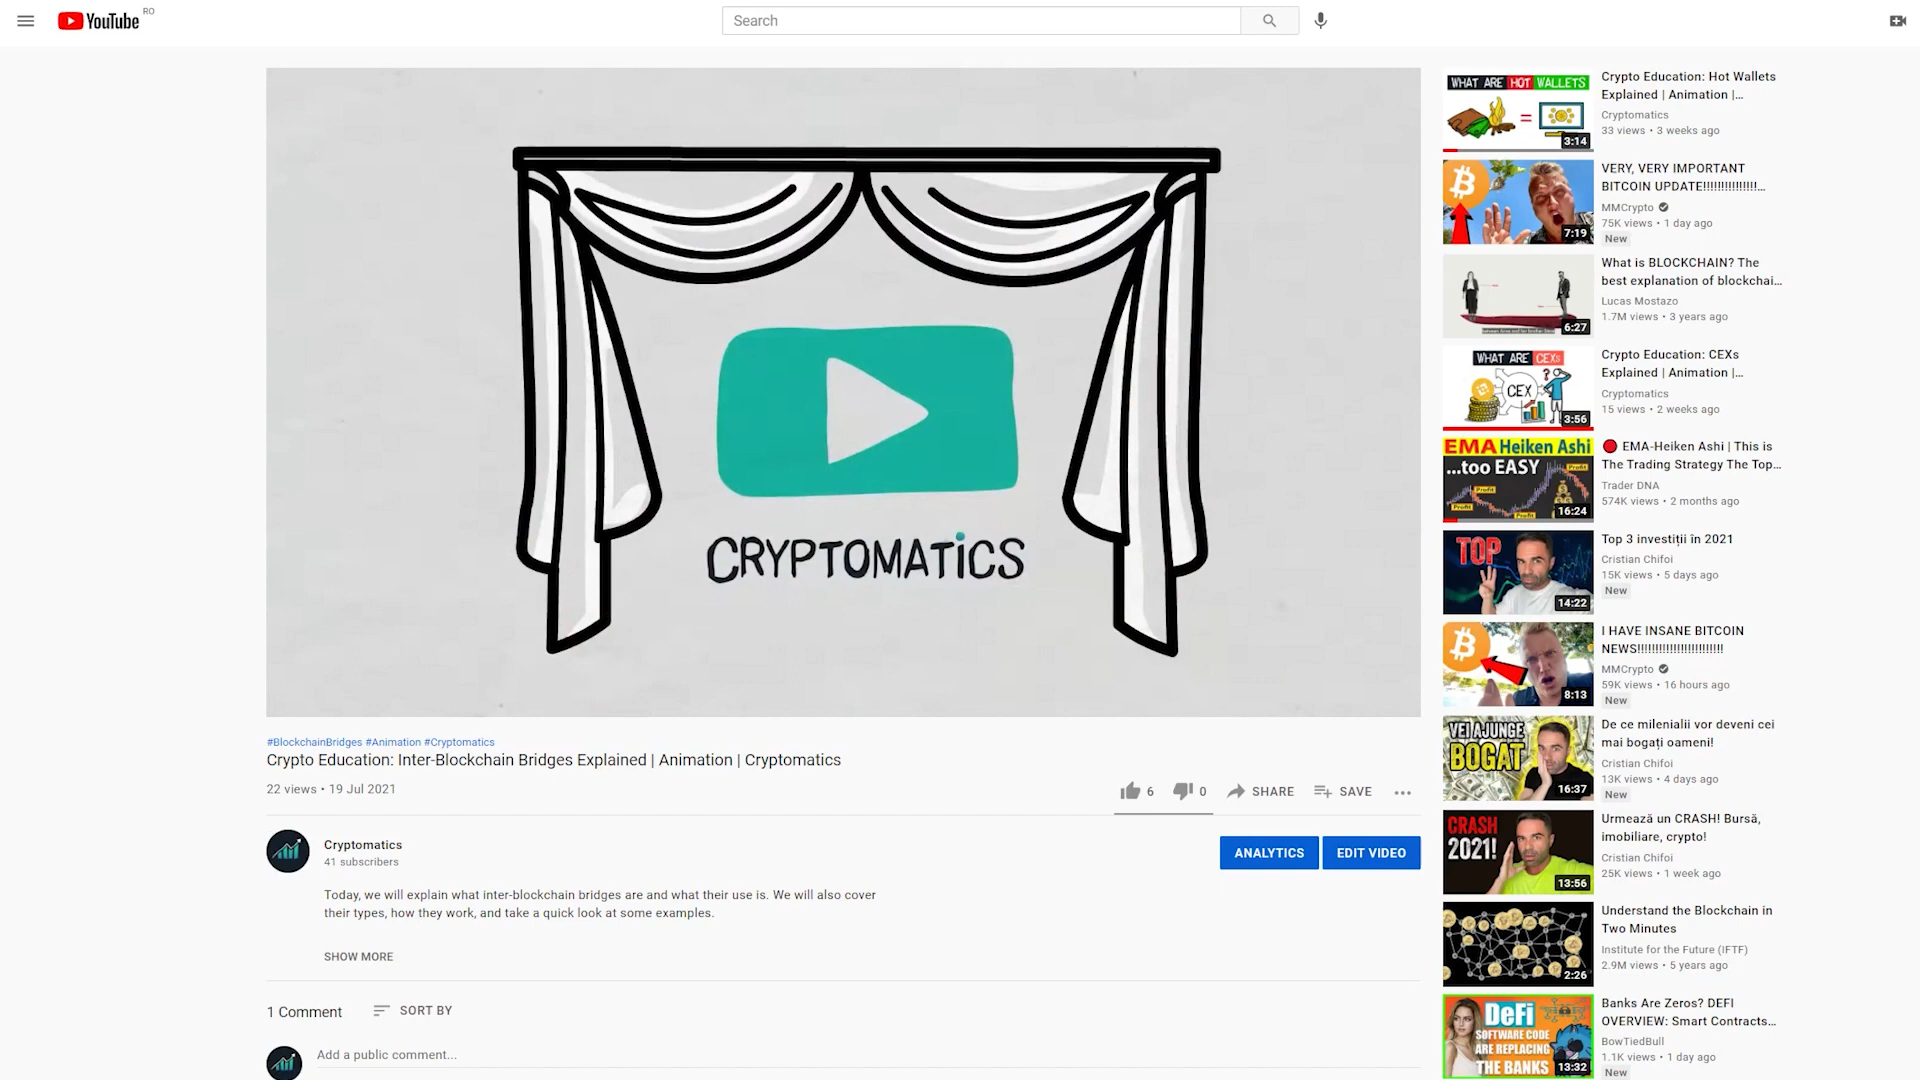 YouTube RO
Search
CRYPTOMATiCS
#BlockchainBridges #Animation #Cryptomatics
Crypto Education: Inter-Blockchain Bridges Explained | Animation | Cryptomatics
22 views • 19 Jul 2021
6
0
SHARE
SAVE
Cryptomatics
41 subscribers
ANALYTICS
EDIT VIDEO
Today, we will explain what inter-blockchain bridges are and what their use is. We will also cover
their types, how they work, and take a quick look at some examples.
SHOW MORE
1 Comment
SORT BY
Add a public comment...
WHAT ARE HOT WALLETS
=
3:14
Crypto Education: Hot Wallets
Explained | Animation |...
Cryptomatics
33 views • 3 weeks ago
7:19
VERY, VERY IMPORTANT
BITCOIN UPDATE!!!!!!!!!!!!!!!...
MMCrypto
75K views • 1 day ago
New
6:27
What is BLOCKCHAIN? The
best explanation of blockchai...
Lucas Mostazo
1.7M views • 3 years ago
WHAT ARE CEXs
CEX
?
3:56
Crypto Education: CEXs
Explained | Animation |...
Cryptomatics
15 views • 2 weeks ago
EMA Heiken Ashi
...too EASY
Profit
Profit
Profit
Profit
16:24
EMA-Heiken Ashi | This is
The Trading Strategy The Top...
Trader DNA
574K views • 2 months ago
TOP
14:22
Top 3 investiții în 2021
Cristian Chifoi
15K views • 5 days ago
New
8:13
I HAVE INSANE BITCOIN
NEWS!!!!!!!!!!!!!!!!!!!!!!!!
MMCrypto
59K views • 16 hours ago
New
VEI AJUNGE
BOGAT
16:37
De ce milenialii vor deveni cei
mai bogați oameni!
Cristian Chifoi
13K views • 4 days ago
New
CRASH
2021!
13:56
Urmează un CRASH! Bursă,
imobiliare, crypto!
Cristian Chifoi
25K views • 1 week ago
2:26
Understand the Blockchain in
Two Minutes
Institute for the Future (IFTF)
2.9M views • 5 years ago
DeFi
SOFTWARE CODE
ARE REPLACING
THE BANKS
13:32
Banks Are Zeros? DEFI
OVERVIEW: Smart Contracts...
BowTiedBull
1.1K views • 1 day ago
New